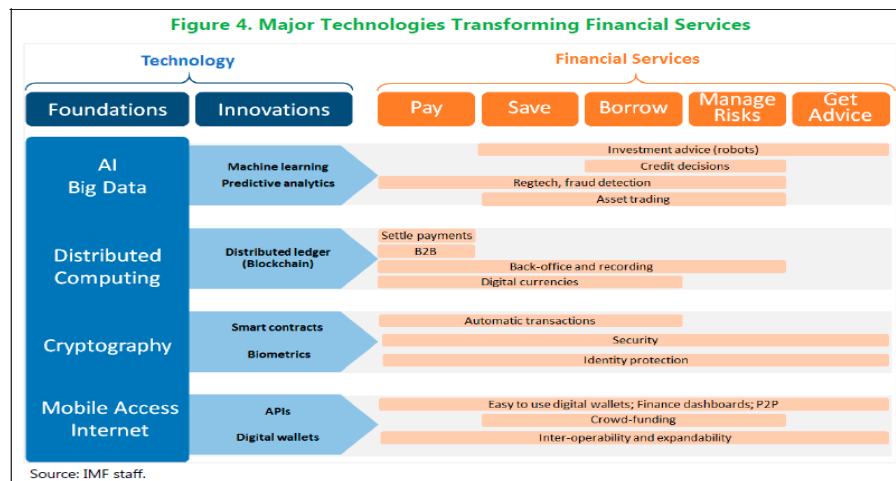 Figure 4. Major Technologies Transforming Financial Services
Technology
Financial Services
Foundations
Innovations
Pay
Save
Borrow
Manage
Risks
Get
Advice
AI
Big Data
Machine learning
Predictive analytics
Investment advice (robots)
Credit decisions
Regtech, fraud detection
Asset trading
Distributed
Computing
Distributed ledger
(Blockchain)
Settle payments
B2B
Back-office and recording
Digital currencies
Cryptography
Smart contracts
Biometrics
Automatic transactions
Security
Identity protection
Mobile Access
Internet
APIs
Digital wallets
Easy to use digital wallets; Finance dashboards; P2P
Crowd-funding
Inter-operability and expandability
Source: IMF staff.